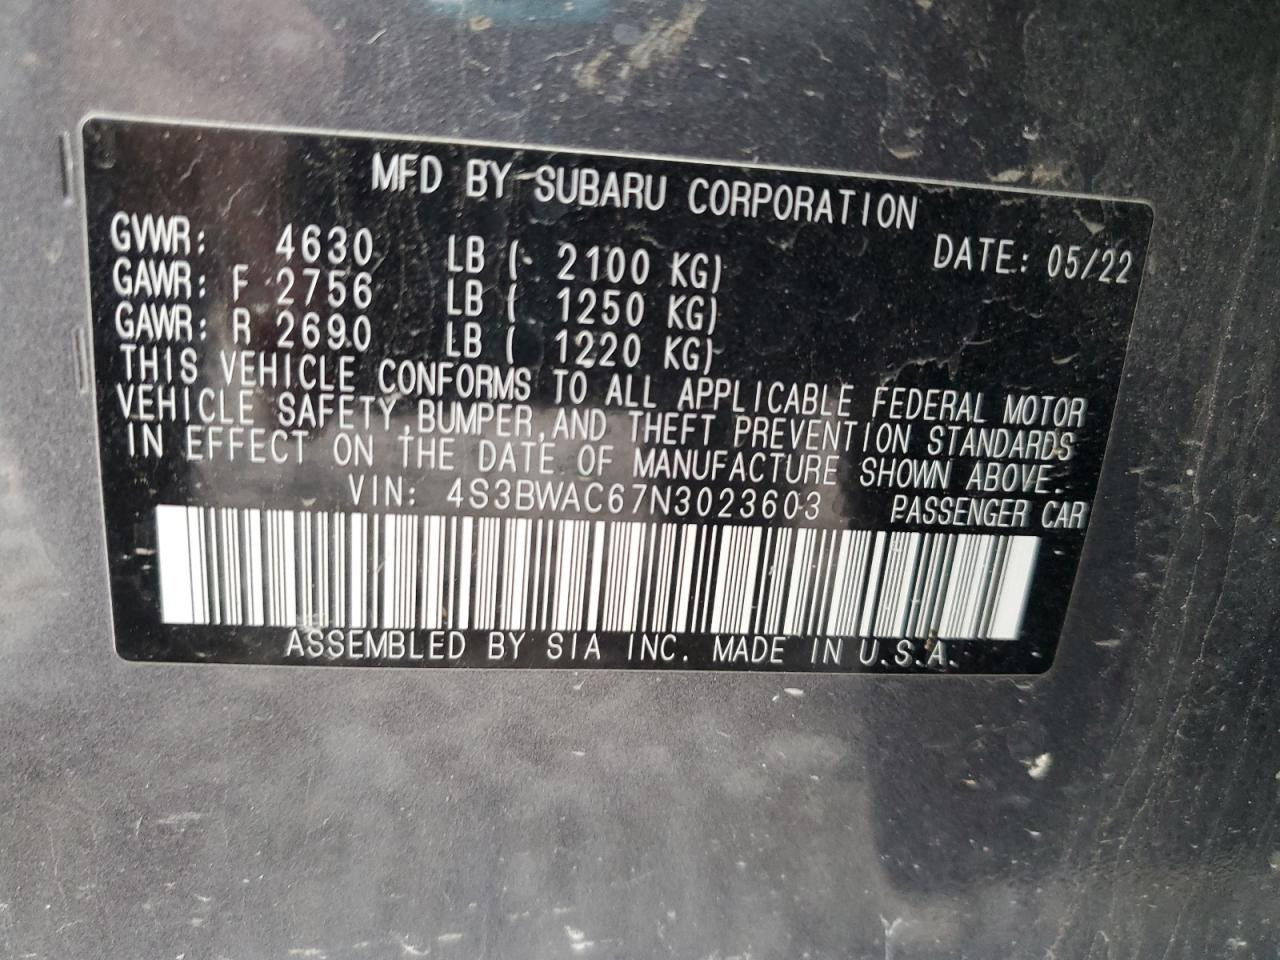 MFD BY SUBARU CORPORATION
GVWR: 4630 LB ( 2100 KG) DATE: 05/22
GAWR: F 2756 LB ( 1250 KG)
GAWR: R 2690 LB ( 1220 KG)
THIS VEHICLE CONFORMS TO ALL APPLICABLE FEDERAL MOTOR
VEHICLE SAFETY,BUMPER,AND THEFT PREVENTION STANDARDS
IN EFFECT ON THE DATE OF MANUFACTURE SHOWN ABOVE.
VIN: 4S3BWAC67N3023603 PASSENGER CAR
ASSEMBLED BY SIA INC. MADE IN U.S.A.